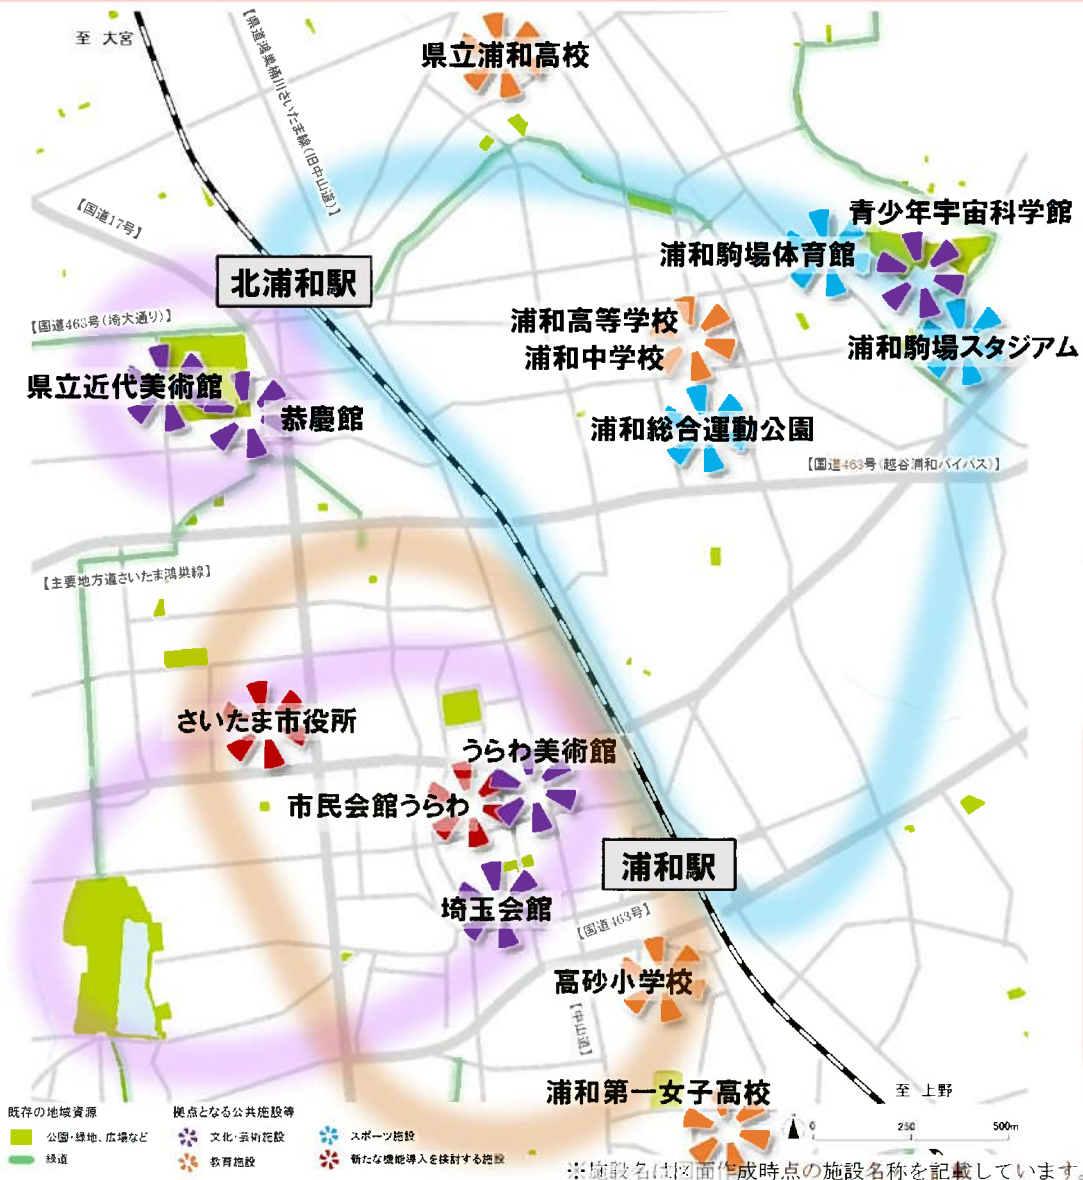 至 大宮
【県道鴻巣桶川さいたま線(旧中山道)】
県立浦和高校
【国道17号】
青少年宇宙科学館
浦和駒場体育館
北浦和駅
浦和高等学校
浦和中学校
【国道463号(埼大通り)】
浦和駒場スタジアム
県立近代美術館
恭慶館
浦和総合運動公園
【国道463号(越谷浦和バイパス)】
【主要地方道さいたま鴻巣線】
さいたま市役所
うらわ美術館
市民会館うらわ
浦和駅
埼玉会館
【国道463号】
高砂小学校
【中山道】
浦和第一女子高校
至 上野
既存の地域資源
公園・緑地、広場など
緑道
拠点となる公共施設等
文化・芸術施設
スポーツ施設
教育施設
新たな機能導入を検討する施設
0 250 500m
※施設名は図面作成時点の施設名称を記載しています。